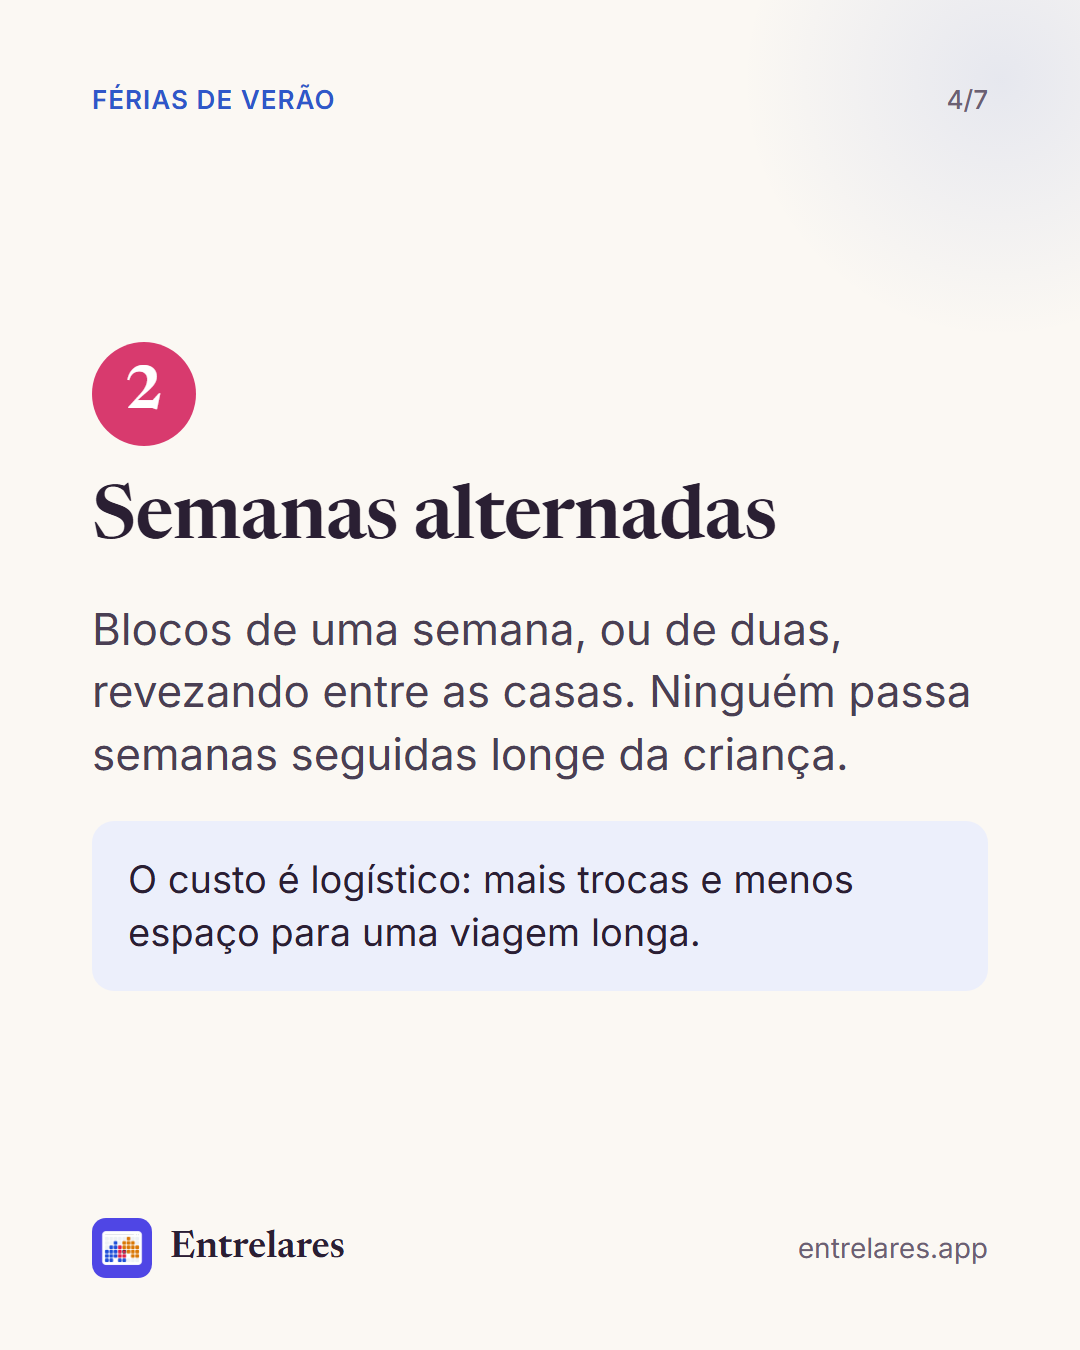 FÉRIAS DE VERÃO
4/7
2
Semanas alternadas
Blocos de uma semana, ou de duas,
revezando entre as casas. Ninguém passa
semanas seguidas longe da criança.
O custo é logístico: mais trocas e menos
espaço para uma viagem longa.
Entrelares
entrelares.app